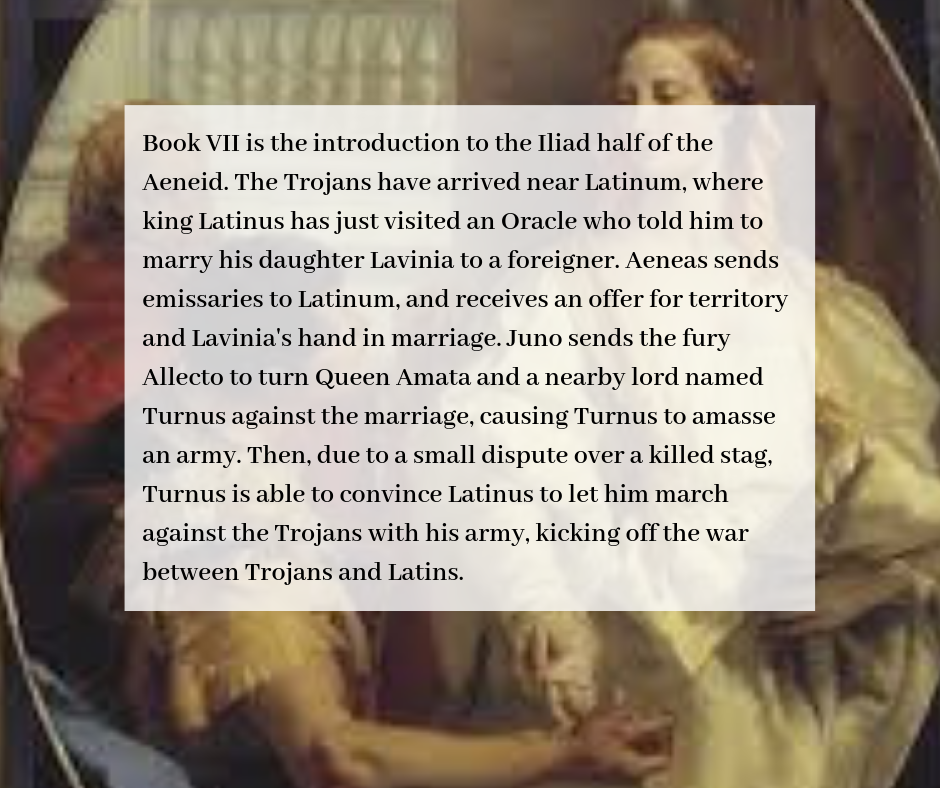 Book VII is the introduction to the Iliad half of the
Aeneid. The Trojans have arrived near Latinum, where
king Latinus has just visited an Oracle who told him to
marry his daughter Lavinia to a foreigner. Aeneas sends
emissaries to Latinum, and receives an offer for territory
and Lavinia's hand in marriage. Juno sends the fury
Allecto to turn Queen Amata and a nearby lord named
Turnus against the marriage, causing Turnus to amasse
an army. Then, due to a small dispute over a killed stag,
Turnus is able to convince Latinus to let him march
against the Trojans with his army, kicking off the war
between Trojans and Latins.